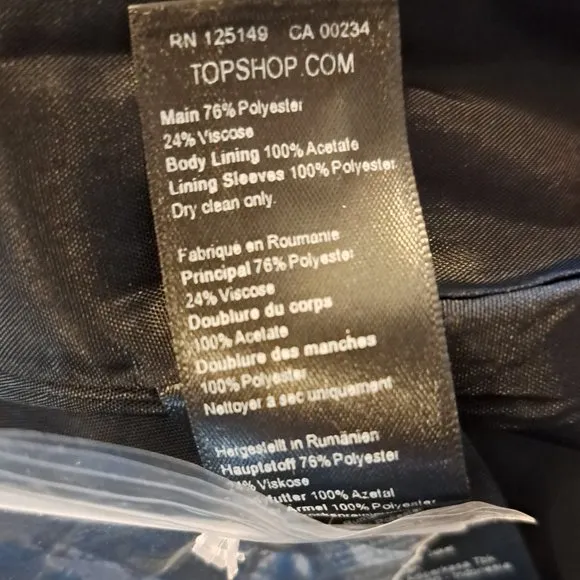 RN 125149 CA 00234
TOPSHOP.COM
Main 76% Polyester
24% Viscose
Body Lining 100% Acetate
Lining Sleeves 100% Polyester
Dry clean only.
Fabriqué en Roumanie
Principal 76% Polyester
24% Viscose
Doublure du corps
100% Acetate
Doublure des manches
100% Polyester
Nettoyer a sec uniquement
Hergestellt in Rumänien
Hauptstoff 76% Polyester
24% Viskose
100% Azetal
100% Polyester